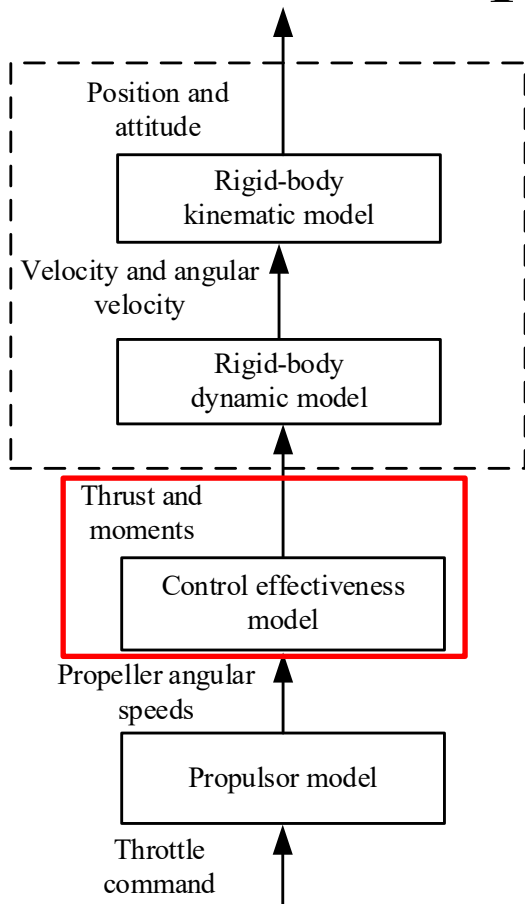 Position and
attitude
Rigid-body
kinematic model
Velocity and angular
velocity
Rigid-body
dynamic model
Thrust and
moments
Control effectiveness
model
Propeller angular
speeds
Propulsor model
Throttle
command